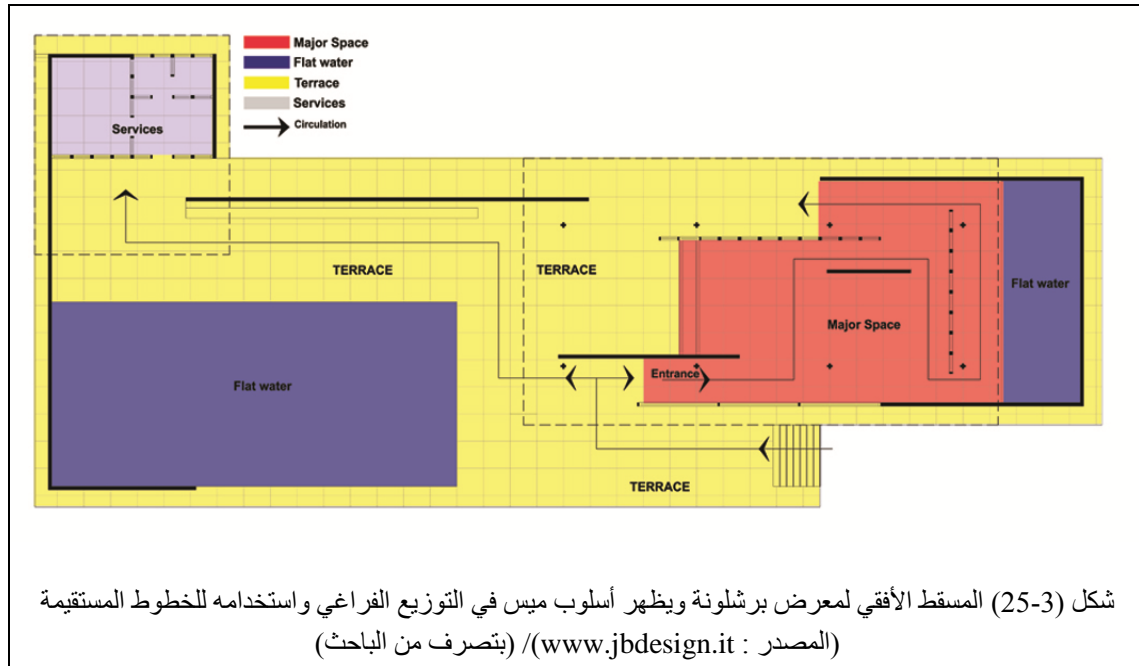 Major Space
Flat water
Terrace
Services
Circulation
Services
TERRACE
TERRACE
Flat water
Major Space
Entrance
Flat water
TERRACE
شكل (3-25) المسقط الأفقي لمعرض برشلونة ويظهر أسلوب ميس في التوزيع الفراغي واستخدامه للخطوط المستقيمة
(المصدر : www.jbdesign.it)/ (بتصرف من الباحث)